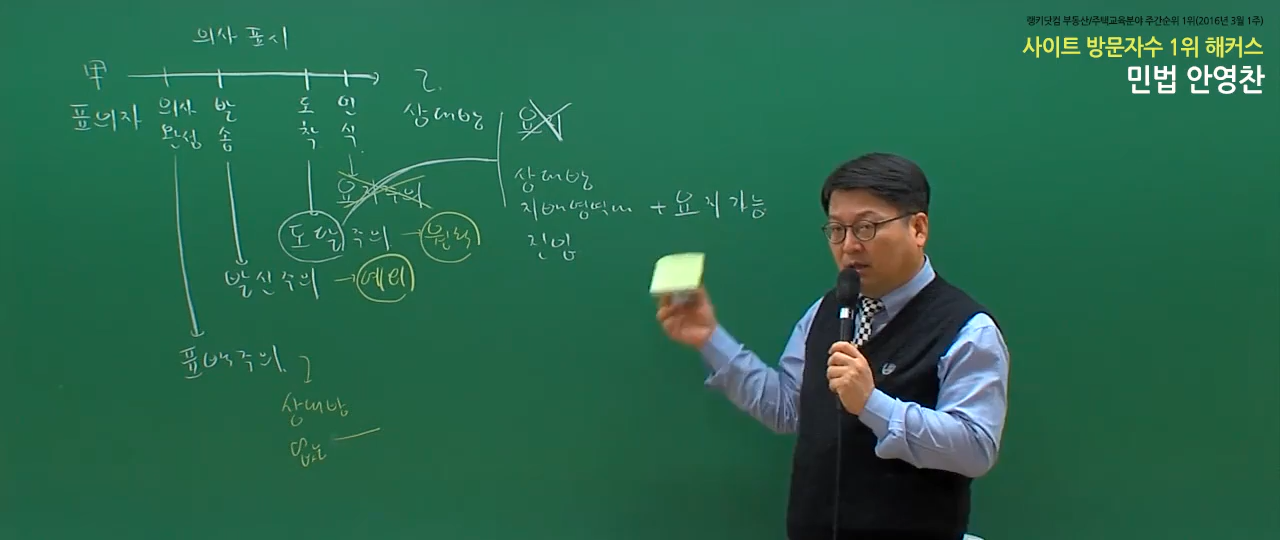 랭키닷컴 부동산/주택교육분야 주간순위 1위(2016년 3월 1주)
사이트 방문자수 1위 해커스
민법 안영찬
의사 표시
甲 乙
표의자 의사 완성 발송 도착 인식 상대방
요지
요지주의
상대방
지배영역내 + 요지가능
진입
도달주의 → 원칙
발신주의 → 예외
표백주의
상대방
없는